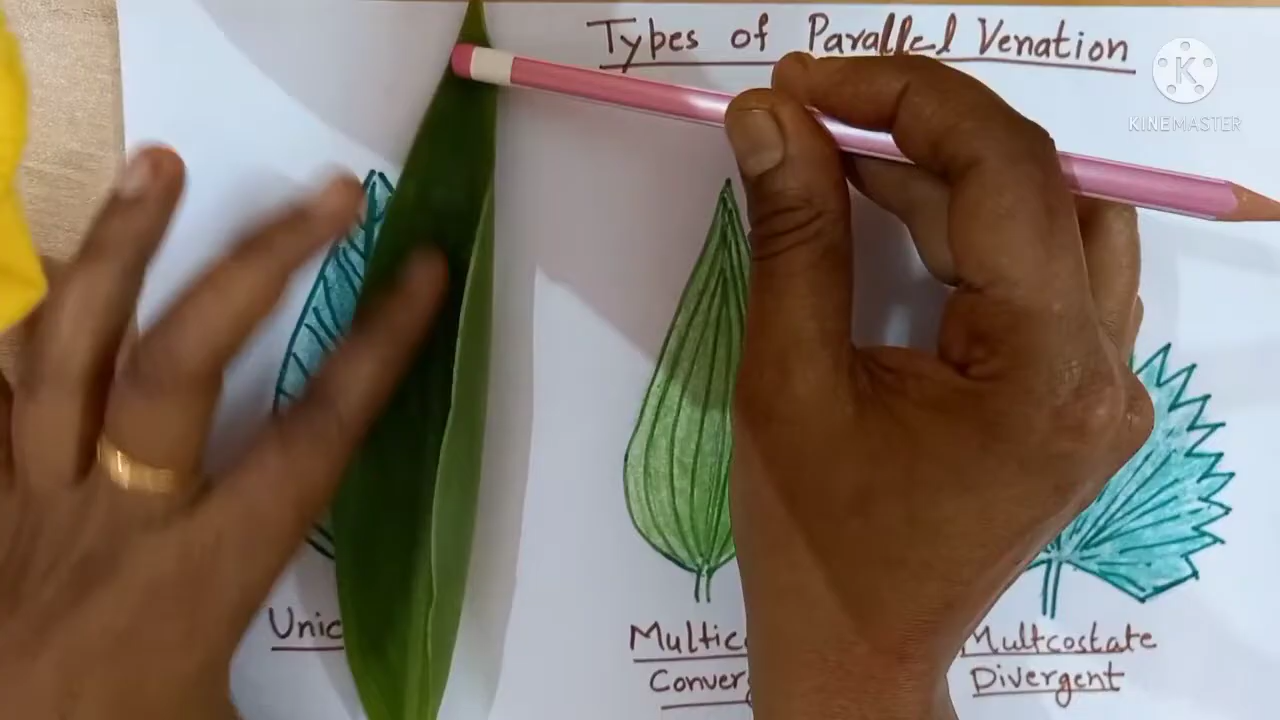 Types of Parallel Venation
K
KINEMASTER
Multcostate
Divergent